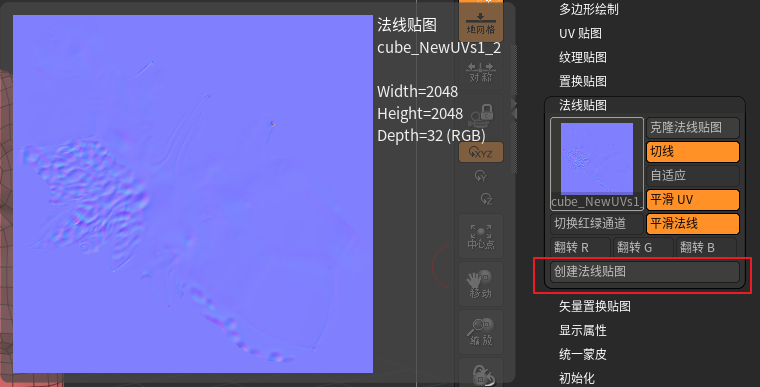 法线贴图
cube_NewUVs1_2
Width=2048
Height=2048
Depth=32 (RGB)
地网格
对称
XYZ
Y
Z
中心点
移动
缩放
多边形绘制
UV 贴图
纹理贴图
置换贴图
法线贴图
cube_NewUVs1_
克隆法线贴图
切线
自适应
平滑 UV
切换红绿通道
平滑法线
翻转 R
翻转 G
翻转 B
创建法线贴图
矢量置换贴图
显示属性
统一蒙皮
初始化